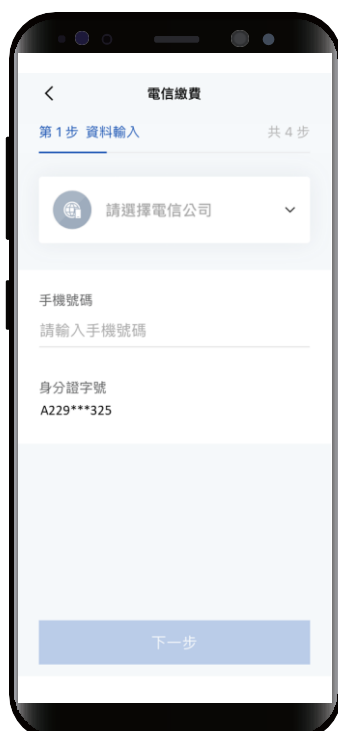 電信繳費
第1步 資料輸入
共4步
請選擇電信公司
手機號碼
請輸入手機號碼
身分證字號
A229***325
下一步